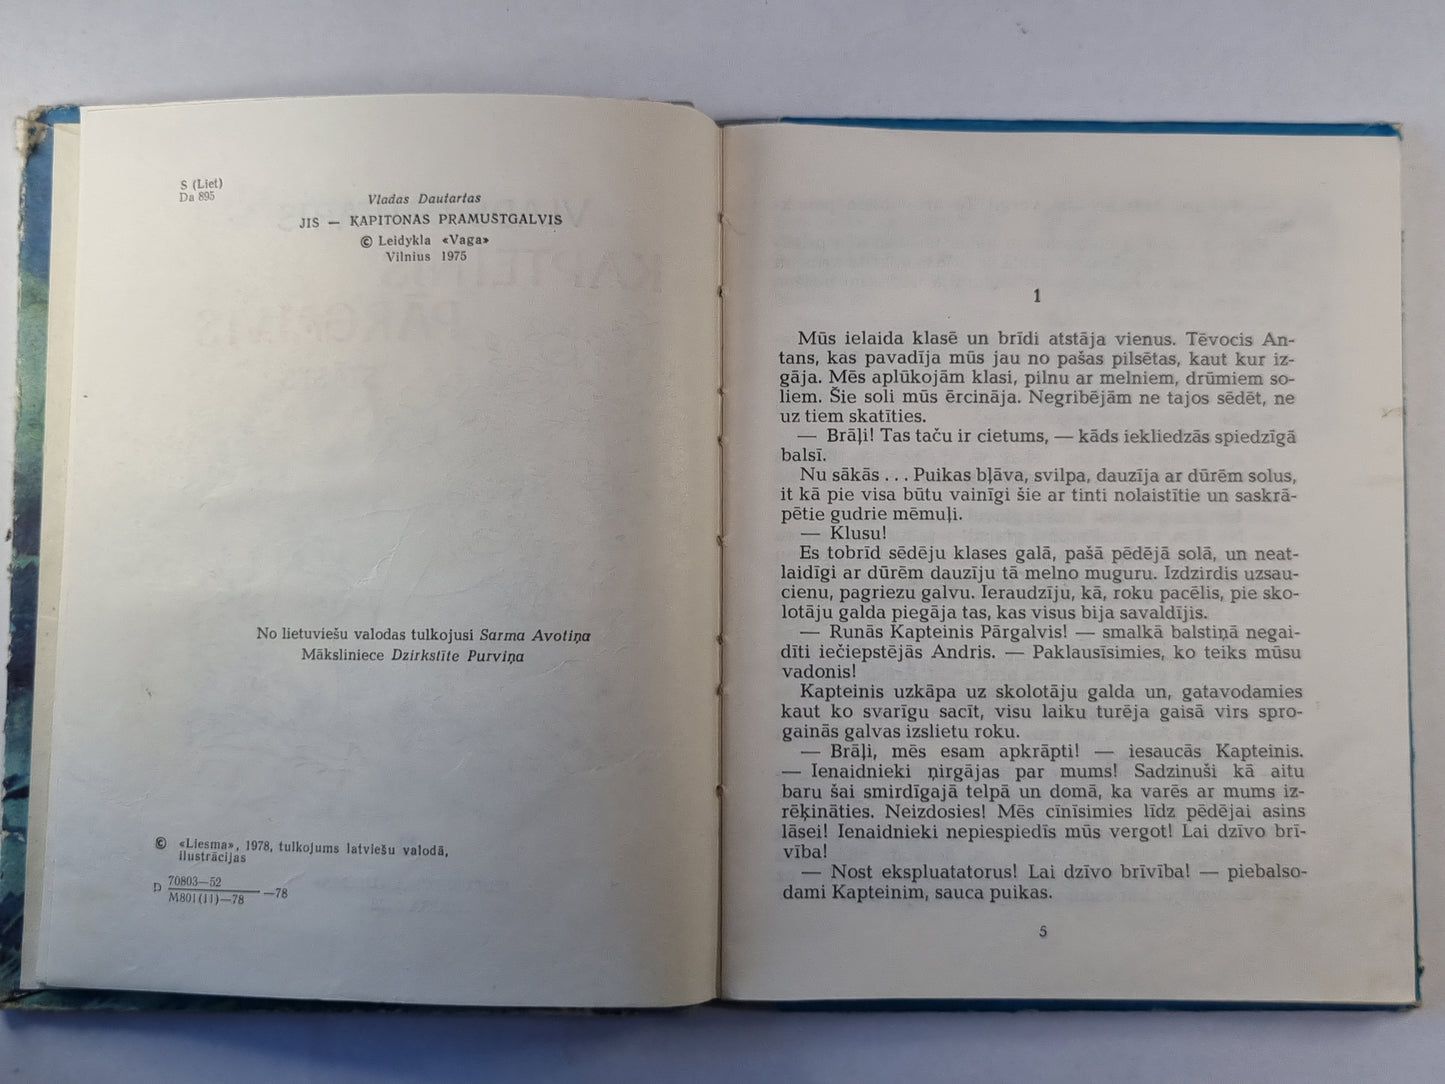 S (Liet)
Da 895
Vladas Dautartas
JIS — KAPITONAS PRAMUŠTGALVIS
© Leidykla «Vaga»
Vilnius 1975
No lietuviešu valodas tulkojusi Sarma Avotiņa
Māksliniece Dzirkstīte Purviņa
© «Liesma», 1978, tulkojums latviešu valodā,
ilustrācijas
D 70803—52
M801(11)—78 —78
1
Mūs ielaida klasē un brīdi atstāja vienus. Tēvocis An-
tans, kas pavadīja mūs jau no pašas pilsētas, kaut kur iz-
gāja. Mēs aplūkojām klasi, pilnu ar melniem, drūmiem so-
liem. Šie soli mūs ērcināja. Negribējām ne tajos sēdēt, ne
uz tiem skatīties.
— Brāļi! Tas taču ir cietums, — kāds iekliedzās spiedzīgā
balsī.
Nu sākās . . . Puikas bļāva, svilpa, dauzīja ar dūrēm solus,
it kā pie visa būtu vainīgi šie ar tinti nolaistītie un saskrā-
pētie gudrie mēmuļi.
— Klusu!
Es tobrīd sēdēju klases galā, pašā pēdējā solā, un neat-
laidīgi ar dūrēm dauzīju tā melno muguru. Izdzirdis uzsau-
cienu, pagriezu galvu. Ieraudzīju, kā, roku pacēlis, pie sko-
lotāju galda piegāja tas, kas visus bija savaldījis.
— Runās Kapteinis Pārgalvis! — smalkā balstiņā negai-
dīti iečiepstējās Andris. — Paklausīsimies, ko teiks mūsu
vadonis!
Kapteinis uzkāpa uz skolotāju galda un, gatavodamies
kaut ko svarīgu sacīt, visu laiku turēja gaisā virs spro-
gainās galvas izslietu roku.
— Brāļi, mēs esam apkrāpti! — iesaucās Kapteinis.
— Ienaidnieki ņirgājas par mums! Sadzinuši kā aitu
baru šai smirdīgajā telpā un domā, ka varēs ar mums iz-
rēķināties. Neizdosies! Mēs cīnīsimies līdz pēdējai asins
lāsei! Ienaidnieki nepiespiedīs mūs vergot! Lai dzīvo brī-
vība!
— Nost ekspluatatorus! Lai dzīvo brīvība! — piebalso-
dami Kapteinim, sauca puikas.
5